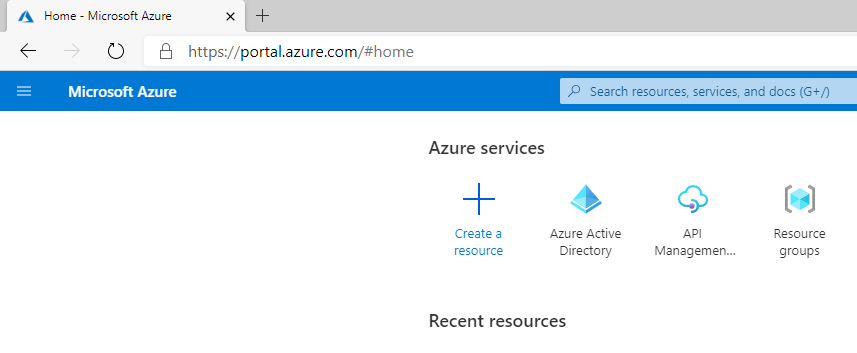 Home - Microsoft Azure
https://portal.azure.com/#home
Microsoft Azure
Search resources, services, and docs (G+/)
Azure services
Create a
resource
Azure Active
Directory
API
Managemen...
Resource
groups
Recent resources